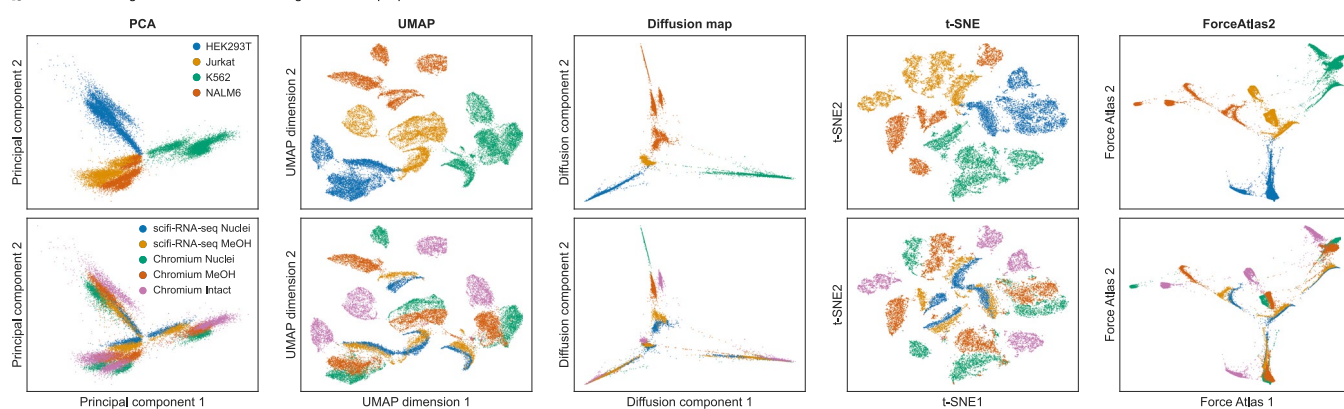 PCA
UMAP
Diffusion map
t-SNE
ForceAtlas2
Principal component 2
HEK293T
Jurkat
K562
NALM6
UMAP dimension 2
Diffusion component 2
t-SNE2
Force Atlas 2
Principal component 2
scifi-RNA-seq Nuclei
scifi-RNA-seq MeOH
Chromium Nuclei
Chromium MeOH
Chromium Intact
UMAP dimension 2
Diffusion component 2
t-SNE2
Force Atlas 2
Principal component 1
UMAP dimension 1
Diffusion component 1
t-SNE1
Force Atlas 1